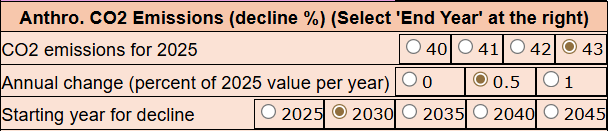 Anthro. CO2 Emissions (decline %) (Select 'End Year' at the right)
CO2 emissions for 2025 40 41 42 43
Annual change (percent of 2025 value per year) 0 0.5 1
Starting year for decline 2025 2030 2035 2040 2045